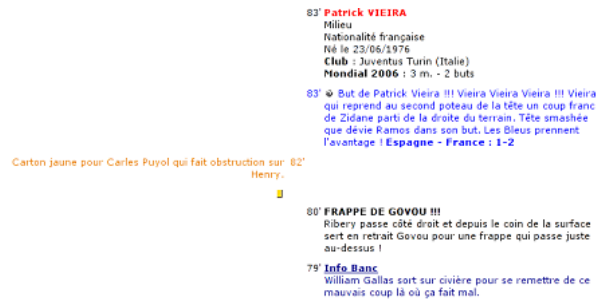 83' Patrick VIEIRA
Milieu
Nationalité française
Né le 23/06/1976
Club : Juventus Turin (Italie)
Mondial 2006 : 3 m. - 2 buts
83' But de Patrick Vieira !!! Vieira Vieira Vieira !!! Vieira
qui reprend au second poteau de la tête un coup franc
de Zidane parti de la droite du terrain. Tête smashée
que dévie Ramos dans son but. Les Bleus prennent
l'avantage ! Espagne - France : 1-2
Carton jaune pour Carles Puyol qui fait obstruction sur 82'
Henry.
80' FRAPPE DE GOVOU !!!
Ribery passe côté droit et depuis le coin de la surface
sert en retrait Govou pour une frappe qui passe juste
au-dessus !
79' Info Banc
William Gallas sort sur civière pour se remettre de ce
mauvais coup là où ça fait mal.